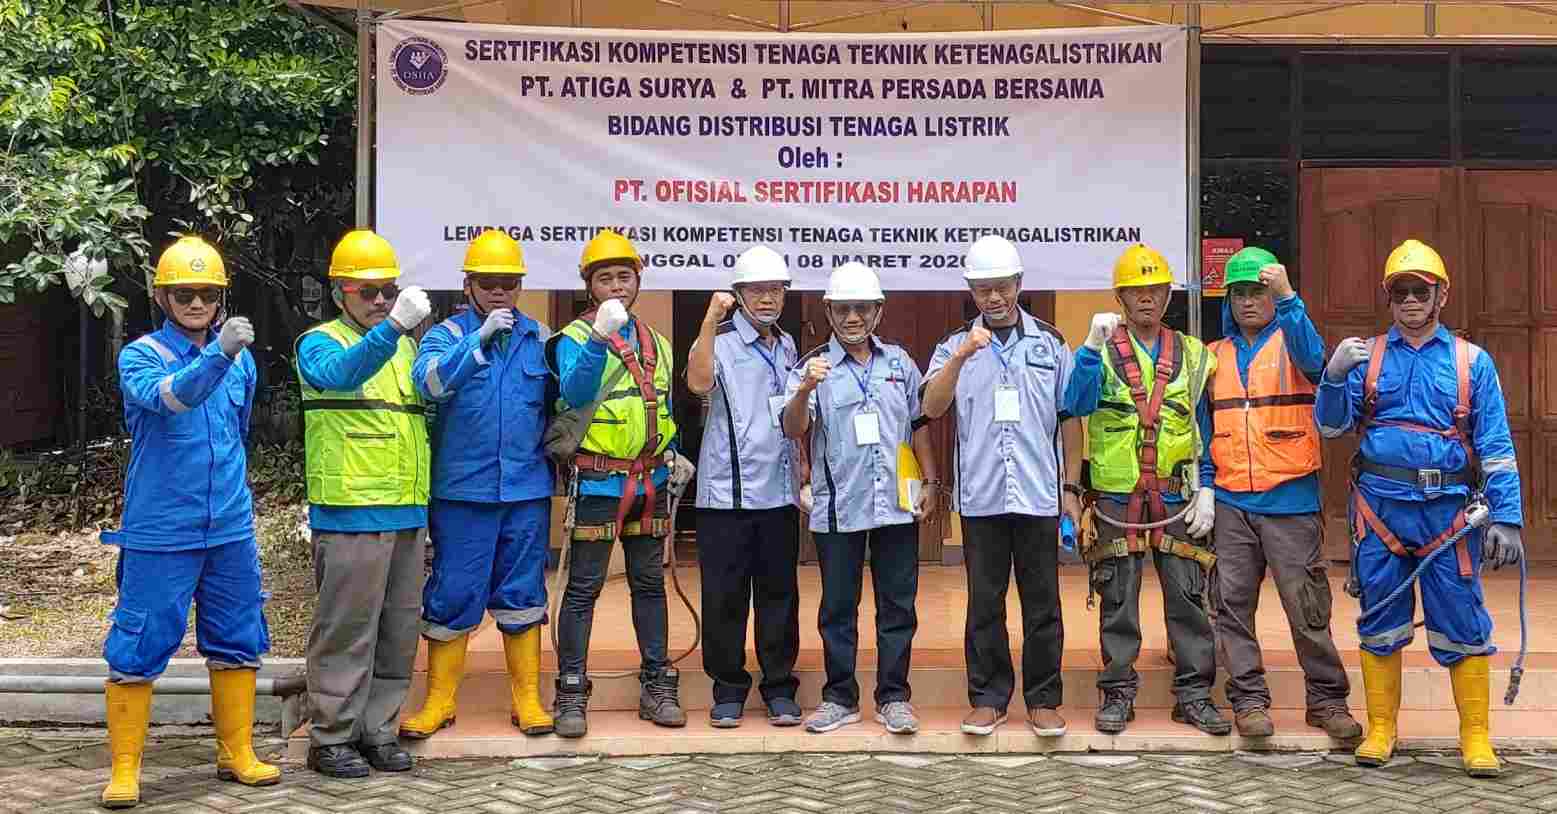 SERTIFIKASI KOMPETENSI TENAGA TEKNIK KETENAGALISTRIKAN
OSHA
PT. ATIGA SURYA & PT. MITRA PERSADA BERSAMA
BIDANG DISTRIBUSI TENAGA LISTRIK
Oleh :
PT. OFISIAL SERTIFIKASI HARAPAN
LEMBAGA SERTIFIKASI KOMPETENSI TENAGA TEKNIK KETENAGALISTRIKAN
08 MARET 2020